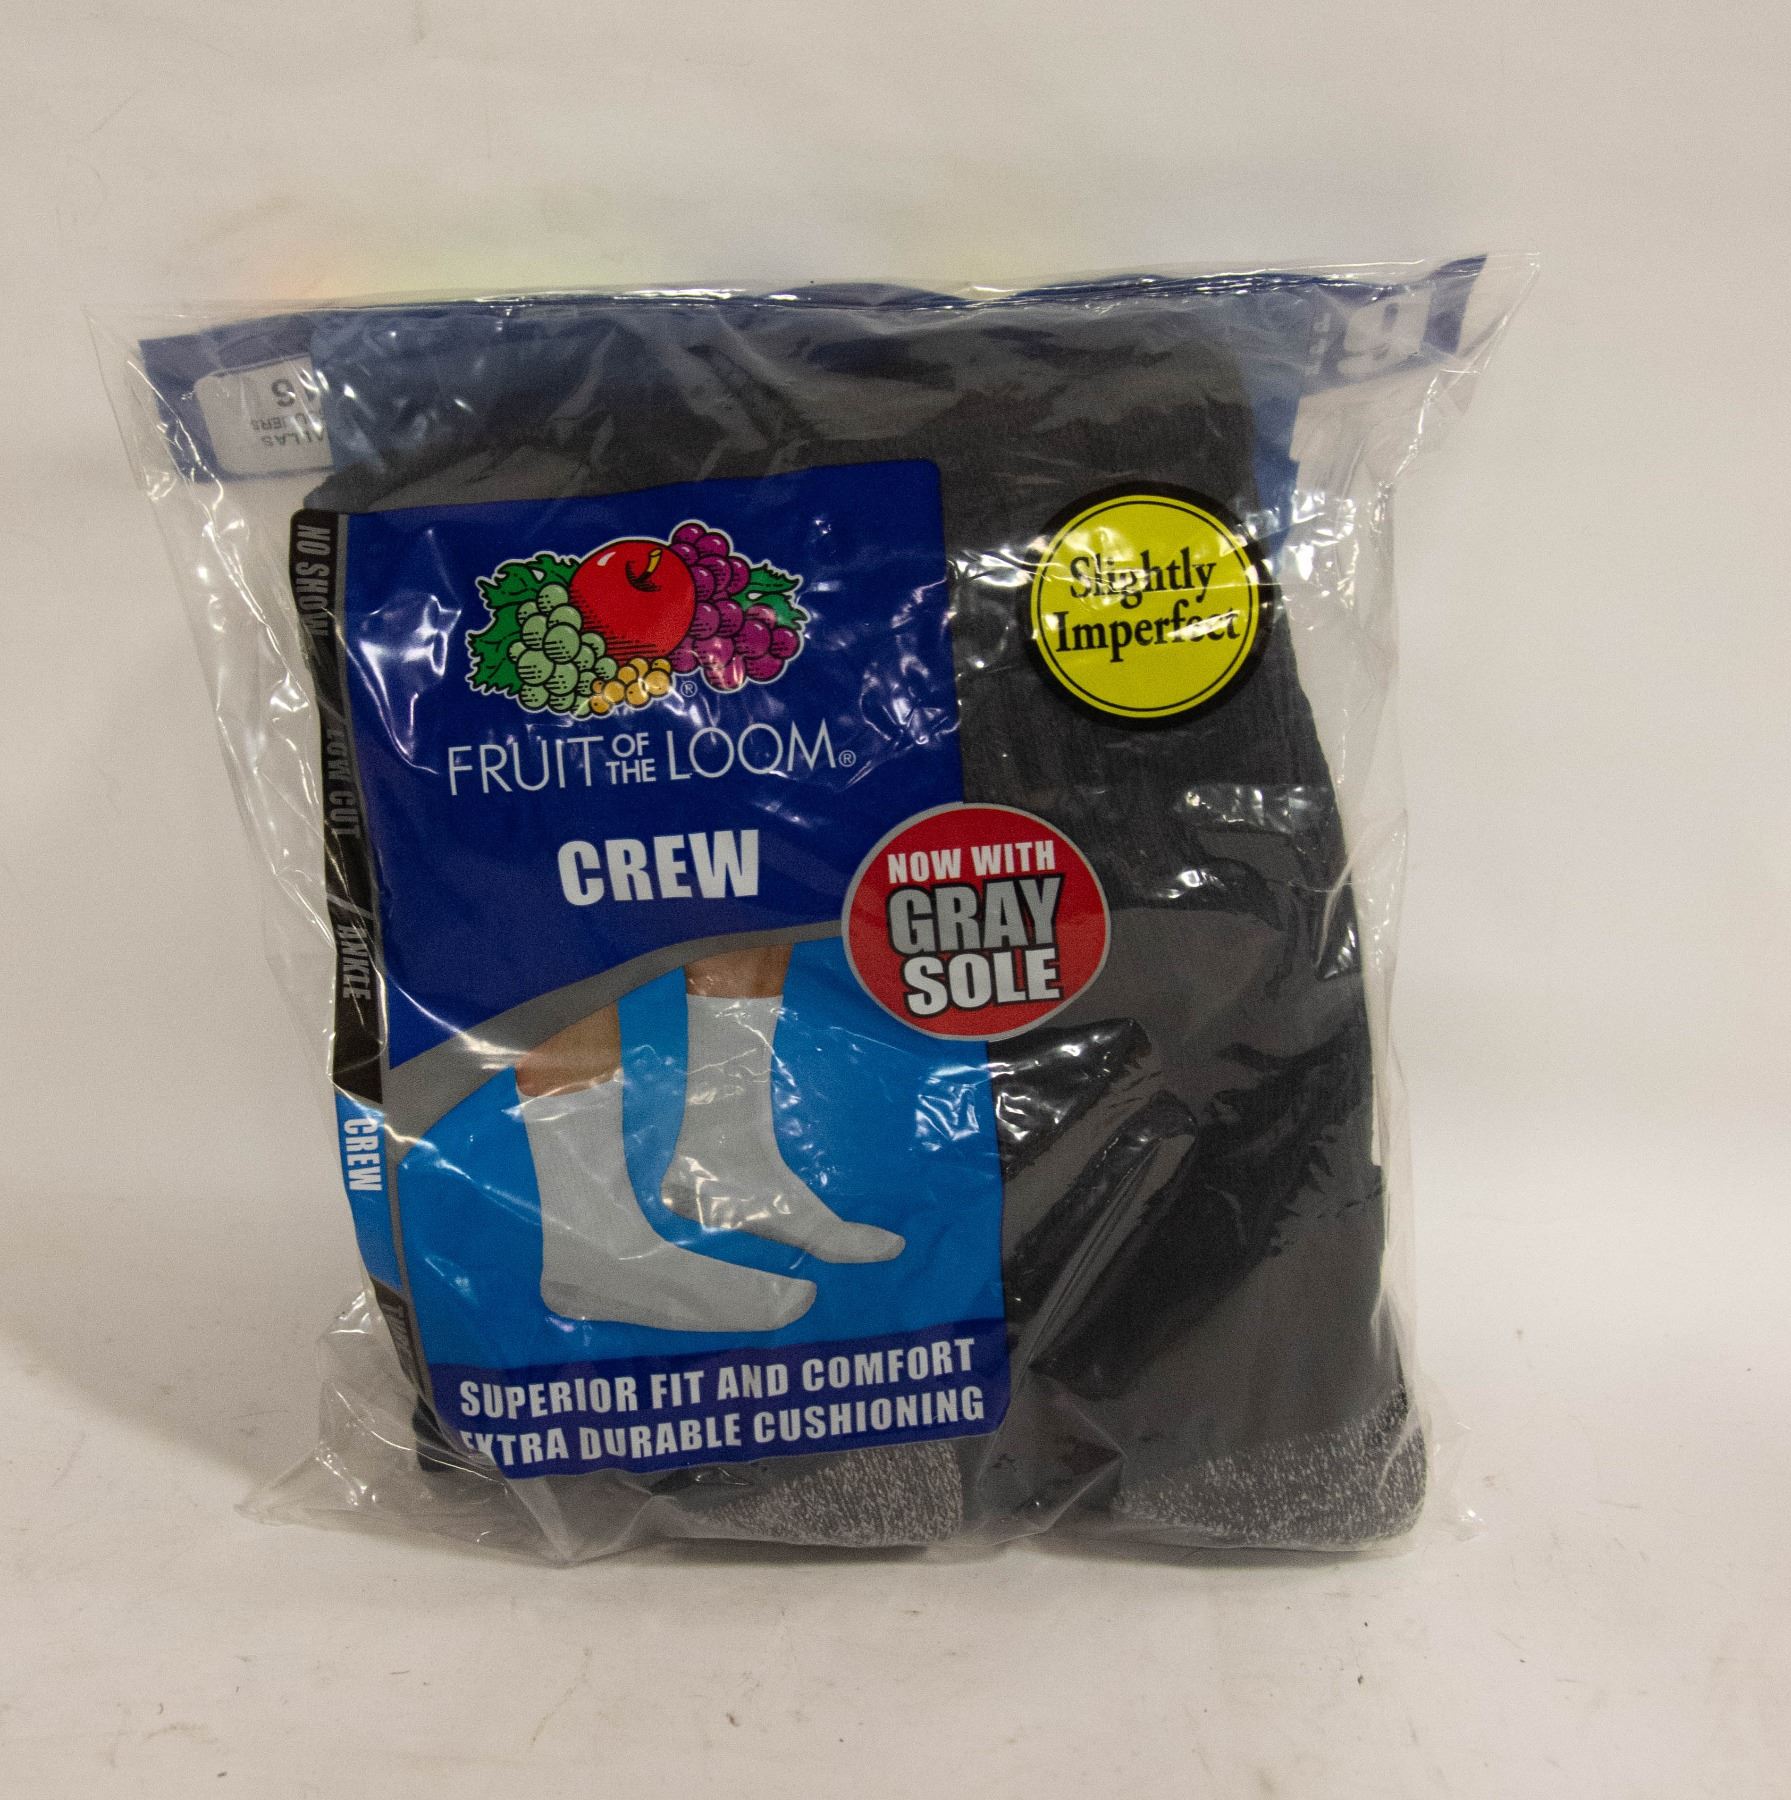 NO SHOW / LOW CUT / ANKLE
CREW
FRUIT OF THE LOOM®
CREW
Slightly
Imperfect
NOW WITH
GRAY
SOLE
SUPERIOR FIT AND COMFORT
EXTRA DURABLE CUSHIONING